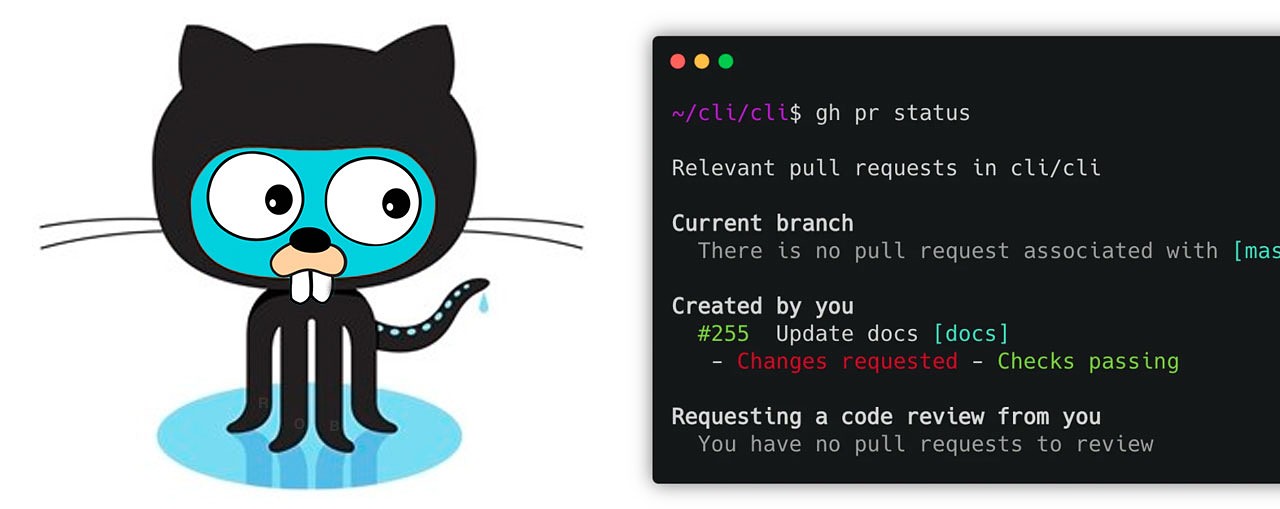 ~/cli/cli$ gh pr status
Relevant pull requests in cli/cli
Current branch
There is no pull request associated with [mas
Created by you
#255 Update docs [docs]
– Changes requested – Checks passing
Requesting a code review from you
You have no pull requests to review
R
O
B